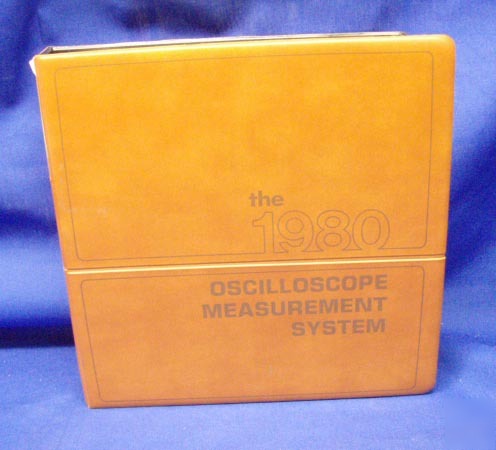 the
1980
OSCILLOSCOPE
MEASUREMENT
SYSTEM